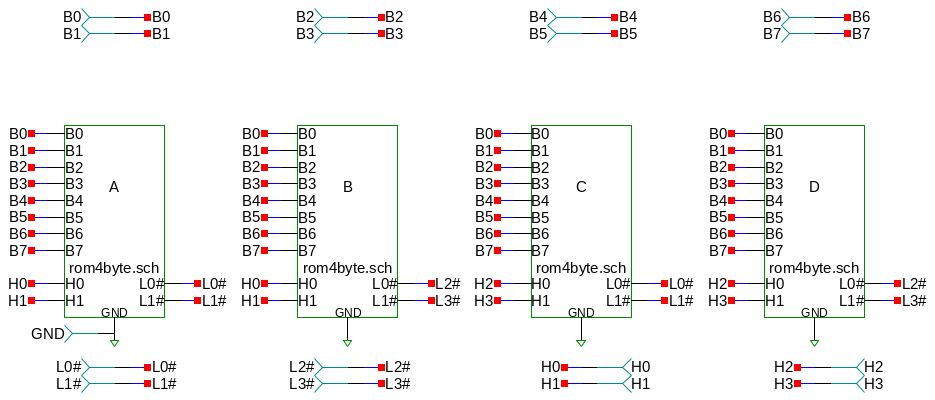 B0 B0 B2 B2 B4 B4 B6 B6
B1 B1 B3 B3 B5 B5 B7 B7
B0 B0 B0 B0 B0 B0 B0 B0
B1 B1 B1 B1 B1 B1 B1 B1
B2 B2 B2 B2 B2 B2 B2 B2
B3 B3 A B3 B3 B B3 B3 C B3 B3 D
B4 B4 B4 B4 B4 B4 B4 B4
B5 B5 B5 B5 B5 B5 B5 B5
B6 B6 B6 B6 B6 B6 B6 B6
B7 B7 B7 B7 B7 B7 B7 B7
rom4byte.sch rom4byte.sch rom4byte.sch rom4byte.sch
H0 H0 L0# L0# H0 H0 L0# L2# H2 H0 L0# L0# H2 H0 L0# L2#
H1 H1 L1# L1# H1 H1 L1# L3# H3 H1 L1# L1# H3 H1 L1# L3#
GND GND GND GND
GND
L0# L0# L2# L2# H0 H0 H2 H2
L1# L1# L3# L3# H1 H1 H3 H3